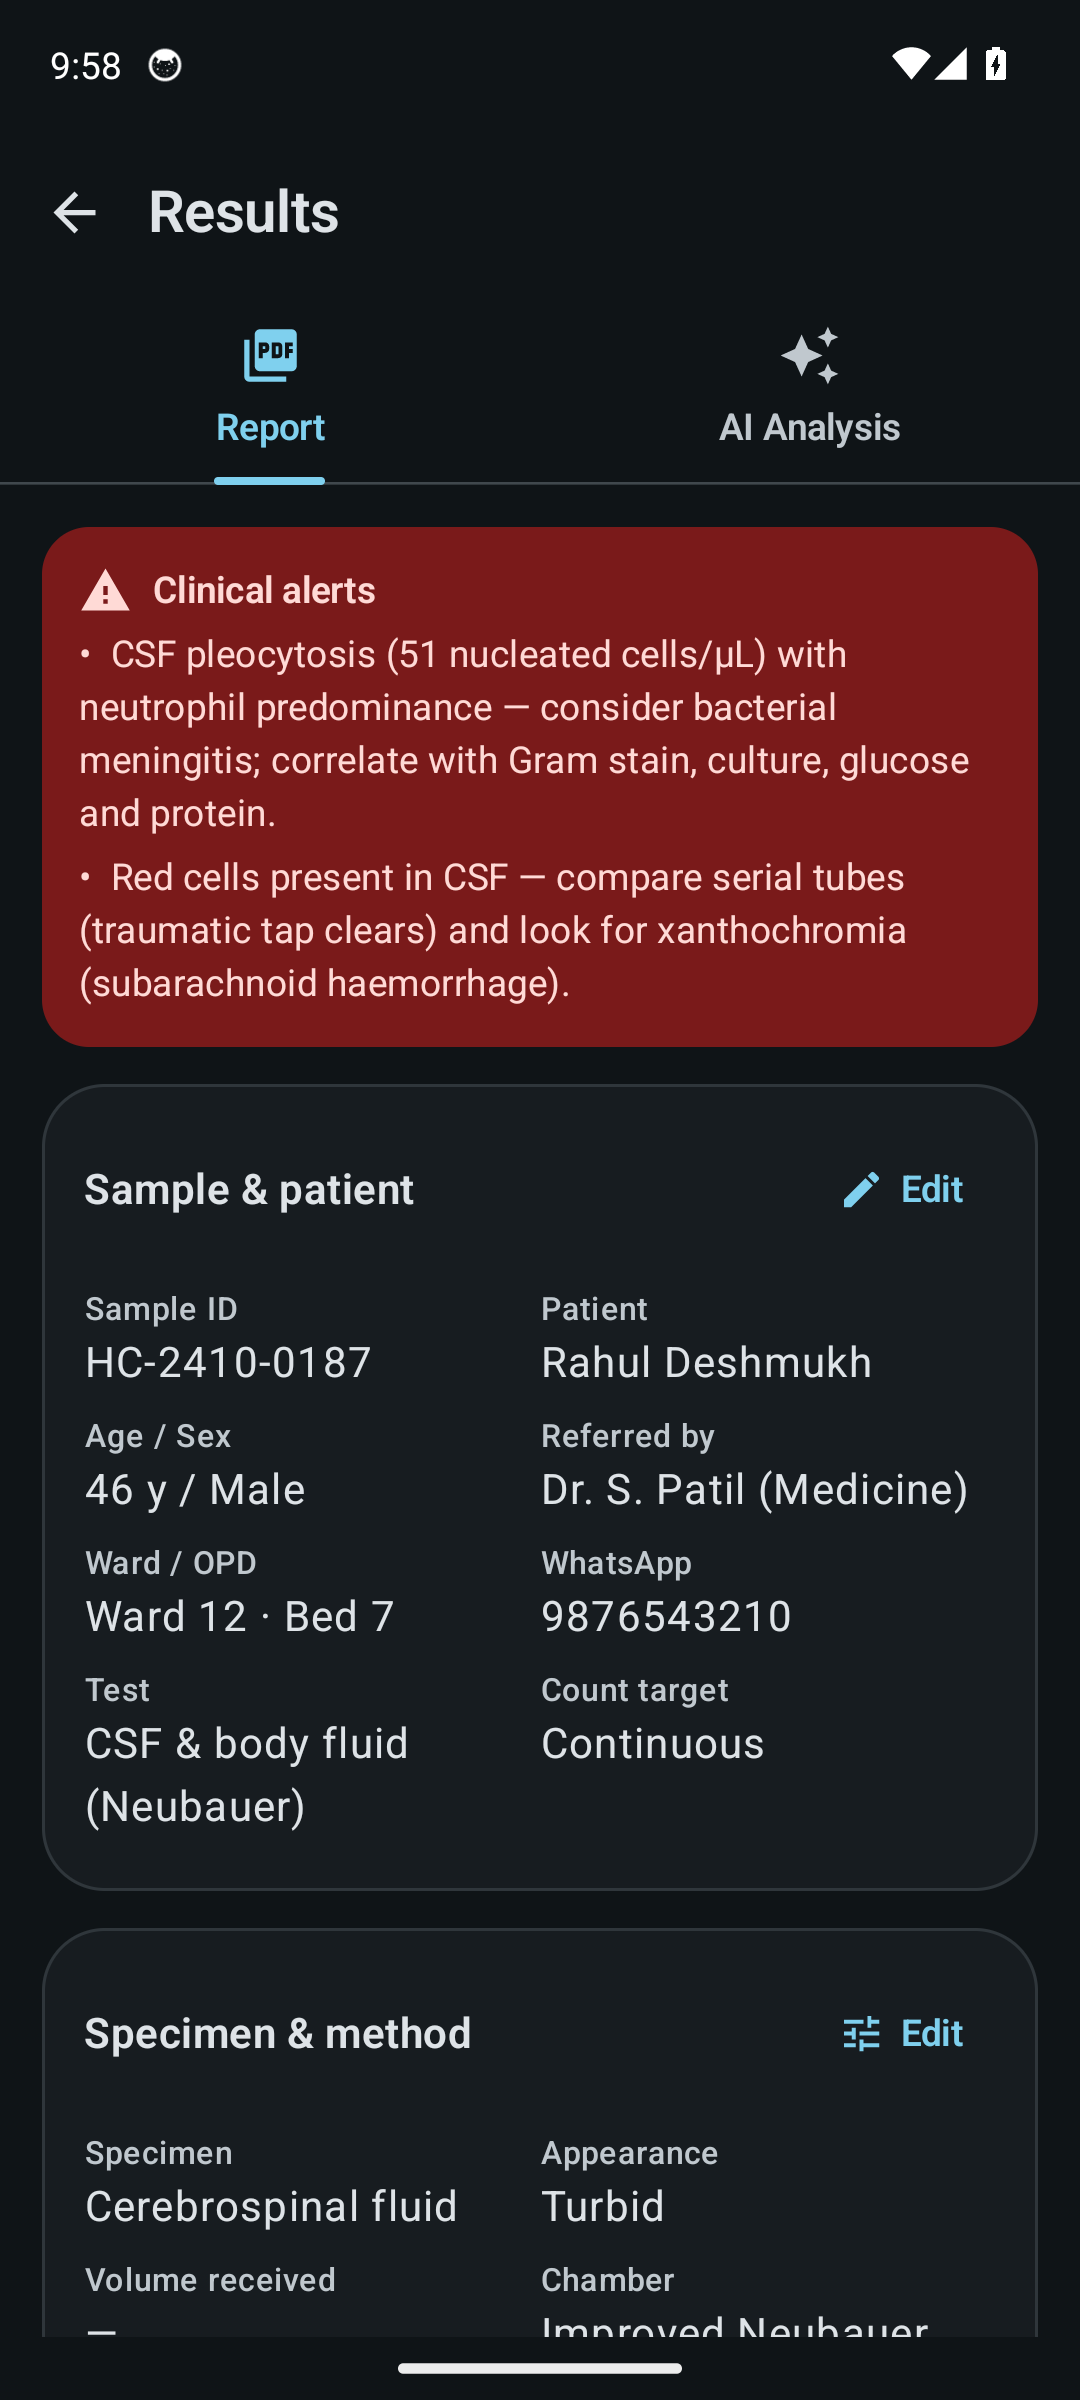 9:58
Results
PDF
Report
AI Analysis
Clinical alerts
• CSF pleocytosis (51 nucleated cells/µL) with
neutrophil predominance — consider bacterial
meningitis; correlate with Gram stain, culture, glucose
and protein.
• Red cells present in CSF — compare serial tubes
(traumatic tap clears) and look for xanthochromia
(subarachnoid haemorrhage).
Sample & patient
Edit
Sample ID
HC-2410-0187
Patient
Rahul Deshmukh
Age / Sex
46 y / Male
Referred by
Dr. S. Patil (Medicine)
Ward / OPD
Ward 12 · Bed 7
WhatsApp
9876543210
Test
CSF & body fluid
(Neubauer)
Count target
Continuous
Specimen & method
Edit
Specimen
Cerebrospinal fluid
Appearance
Turbid
Volume received
—
Chamber
Improved Neubauer